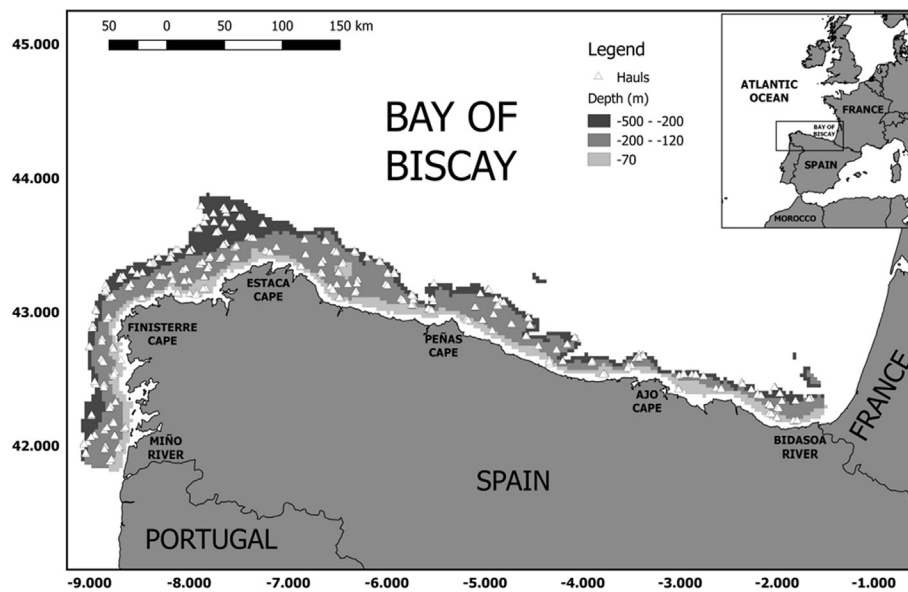 50 0 50 100 150 km
45.000
44.000
43.000
42.000
BAY OF
BISCAY
Legend
Hauls
Depth (m)
-500 - -200
-200 - -120
-70
ATLANTIC
OCEAN
FRANCE
BAY OF
BISCAY
SPAIN
MOROCCO
ESTACA
CAPE
FINISTERRE
CAPE
PEÑAS
CAPE
AJO
CAPE
MIÑO
RIVER
BIDASOA
RIVER
FRANCE
SPAIN
PORTUGAL
-9.000 -8.000 -7.000 -6.000 -5.000 -4.000 -3.000 -2.000 -1.000